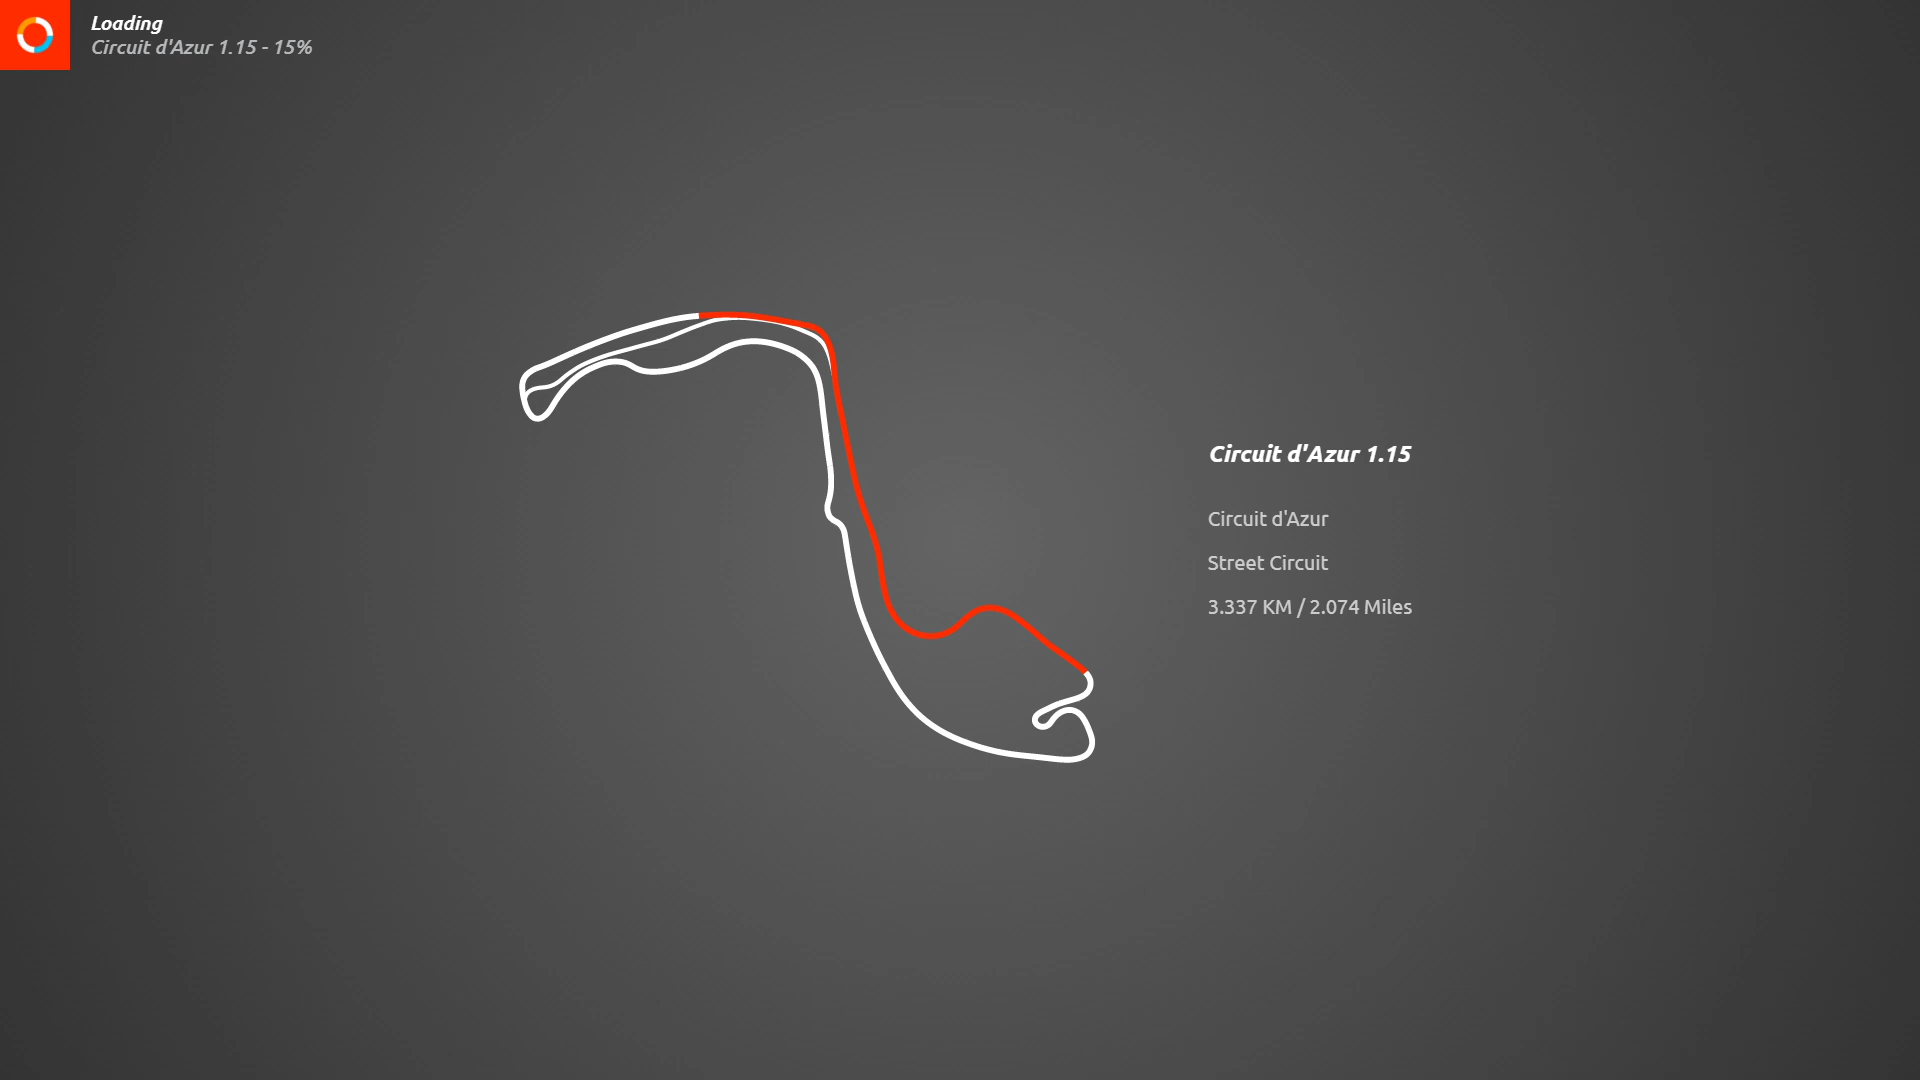 Loading
Circuit d'Azur 1.15 - 15%
Circuit d'Azur 1.15
Circuit d'Azur
Street Circuit
3.337 KM / 2.074 Miles